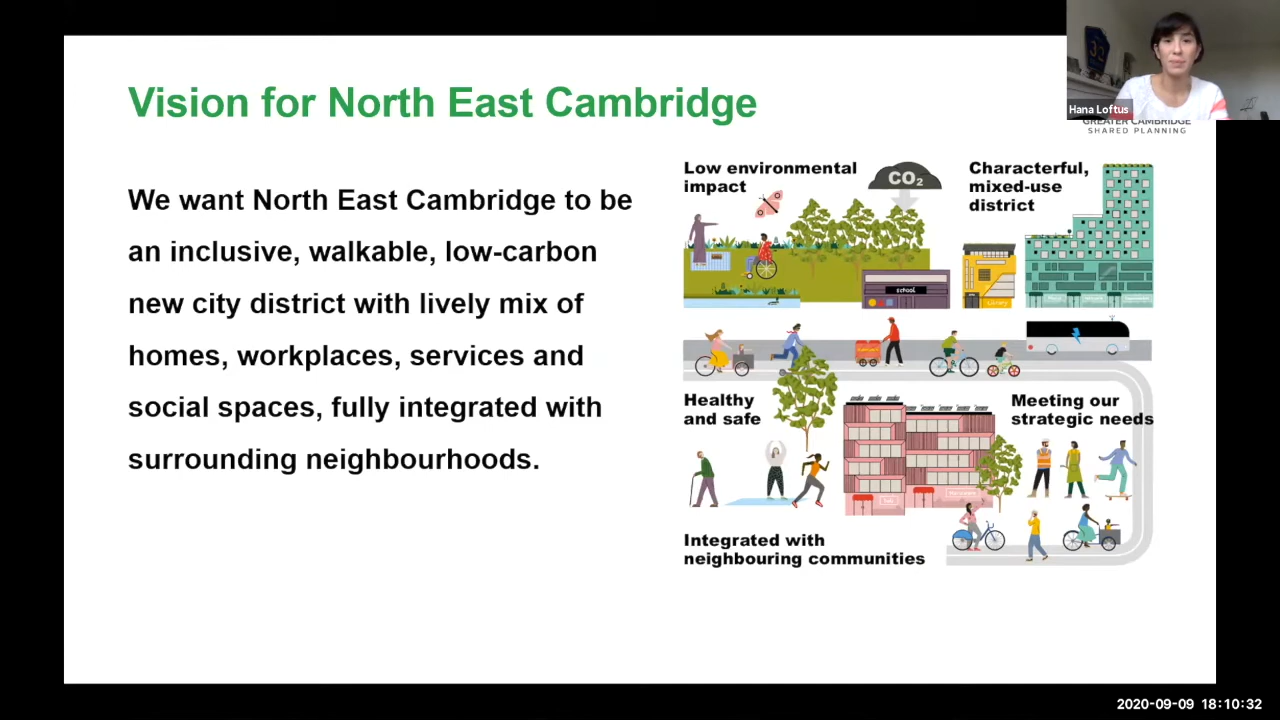 Vision for North East Cambridge
Hana Loftus
GREATER CAMBRIDGE
SHARED PLANNING
We want North East Cambridge to be
an inclusive, walkable, low-carbon
new city district with lively mix of
homes, workplaces, services and
social spaces, fully integrated with
surrounding neighbourhoods.
Low environmental
impact
CO₂
Characterful,
mixed-use
district
school
Library
Healthy
and safe
Meeting our
strategic needs
Integrated with
neighbouring communities
2020-09-09 18:10:32